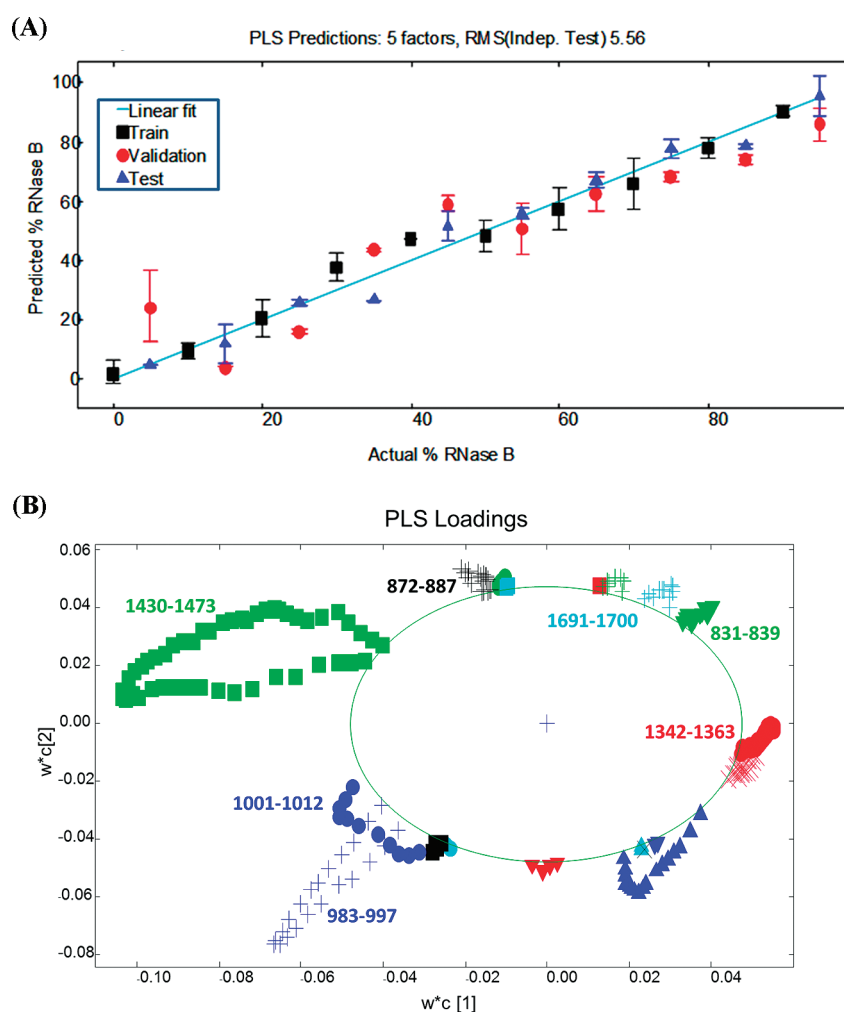 (A)
PLS Predictions: 5 factors, RMS(Indep. Test) 5.56
Linear fit
Train
Validation
Test
100
80
60
40
20
0
Predicted % RNase B
0 20 40 60 80
Actual % RNase B
(B)
PLS Loadings
0.06
0.04
0.02
0.00
-0.02
-0.04
-0.06
-0.08
w*c[2]
872-887
1430-1473
1691-1700
831-839
1342-1363
1001-1012
983-997
-0.10 -0.08 -0.06 -0.04 -0.02 0.00 0.02 0.04 0.06
w*c [1]